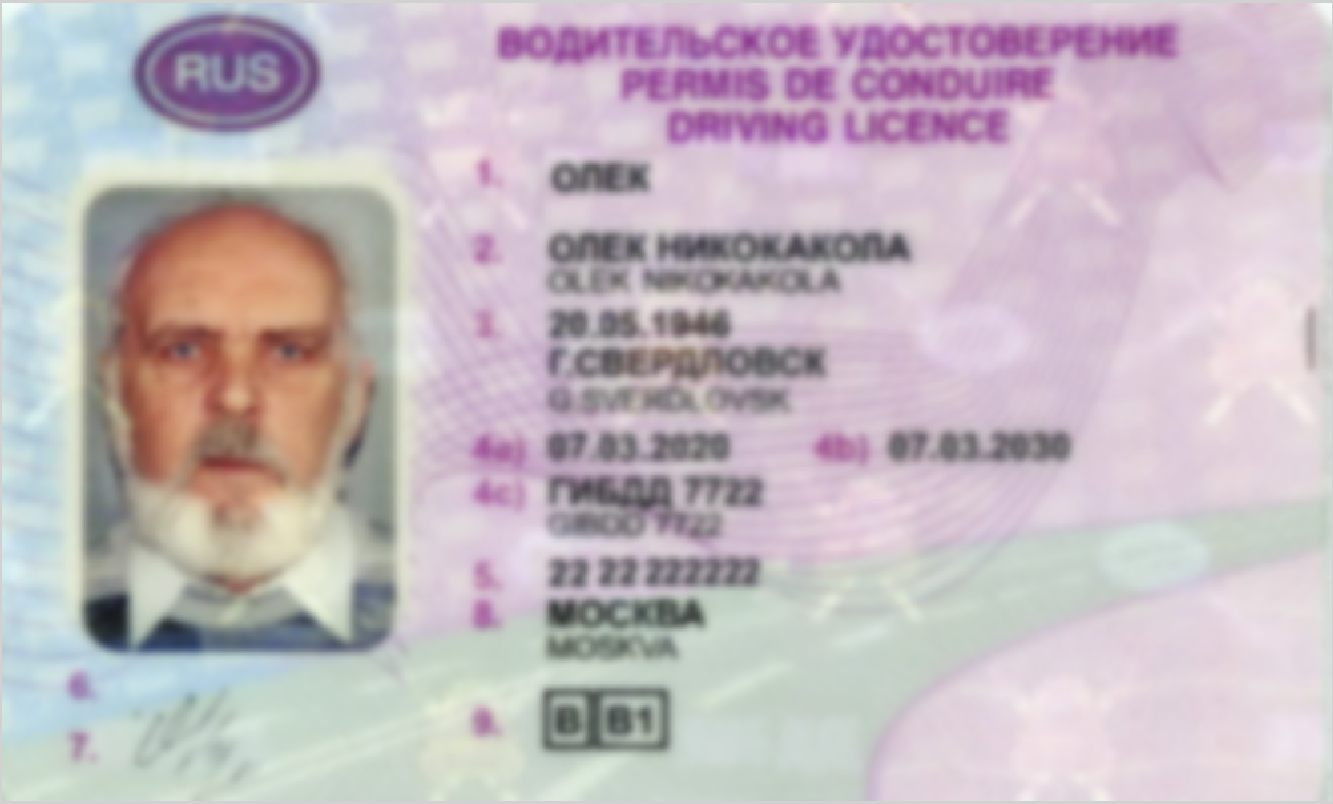 RUS
ВОДИТЕЛЬСКОЕ УДОСТОВЕРЕНИЕ
PERMIS DE CONDUIRE
DRIVING LICENCE
1. ОЛЕК
2. ОЛЕК НИКОКАКОЛА
OLEK NIKOKAKOLA
3. 20.05.1946
Г.СВЕРДЛОВСК
G.SVERDLOVSK
4a) 07.03.2020 4b) 07.03.2030
4c) ГИБДД 7722
GIBDD 7722
5. 22 22 222222
8. МОСКВА
MOSKVA
6.
7.
9. B B1